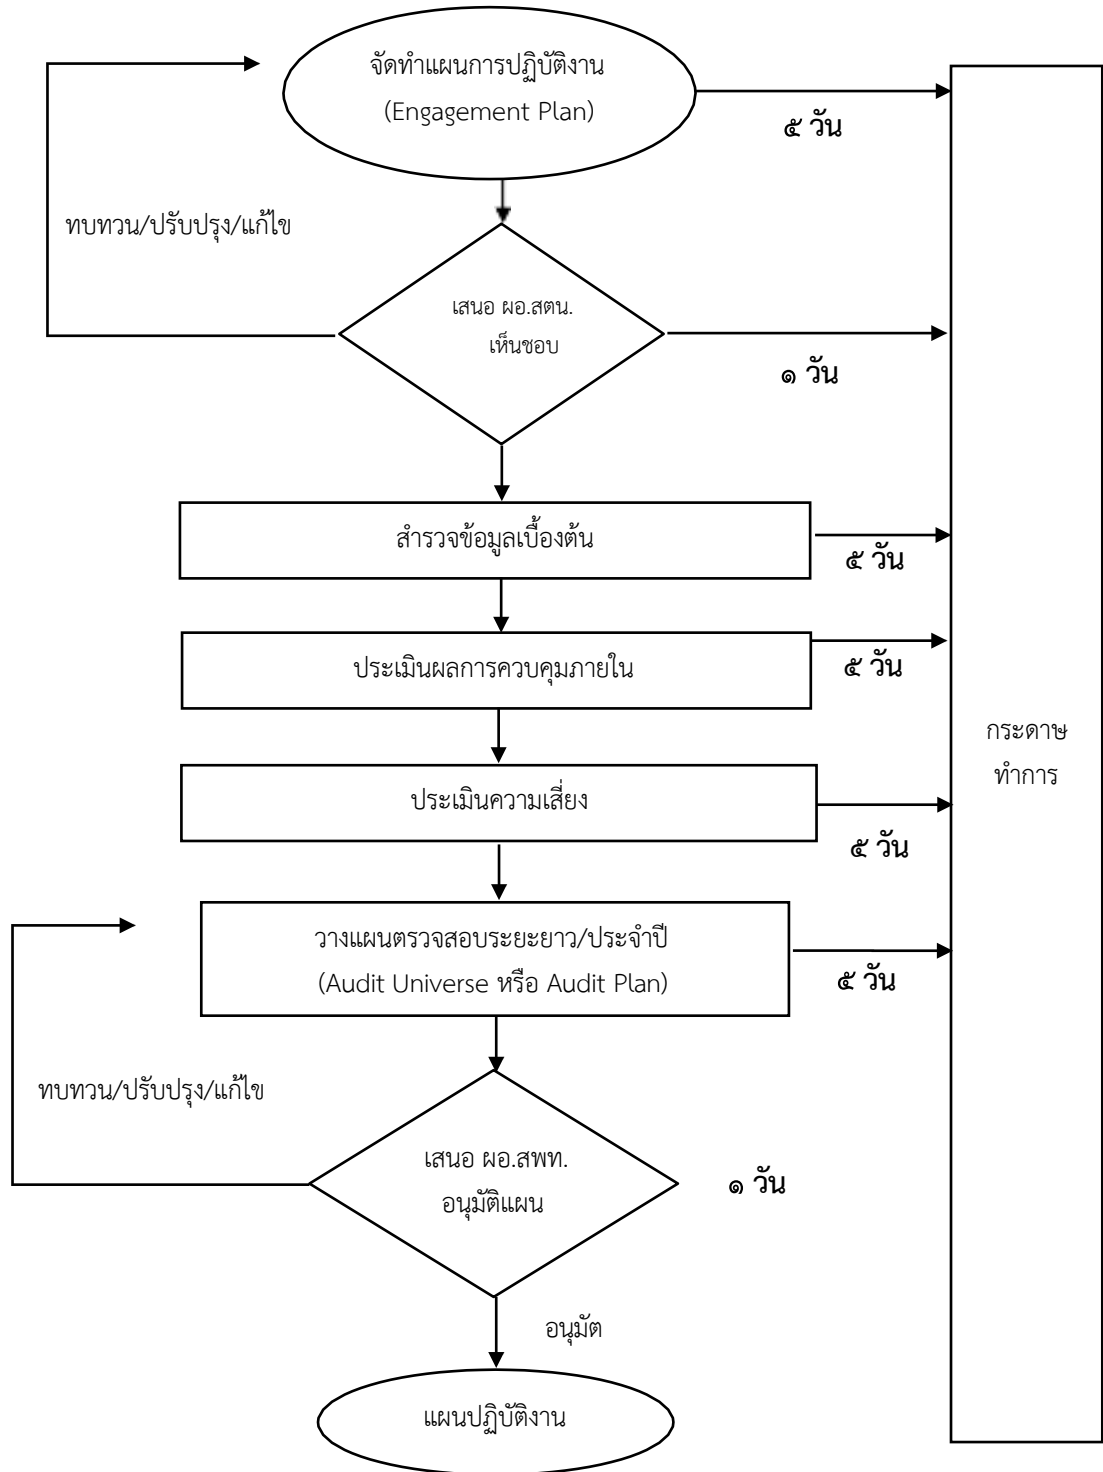 จัดทำแผนการปฏิบัติงาน
(Engagement Plan)
๕ วัน
ทบทวน/ปรับปรุง/แก้ไข
เสนอ ผอ.สตน.
เห็นชอบ
๑ วัน
สำรวจข้อมูลเบื้องต้น
๕ วัน
ประเมินผลการควบคุมภายใน
๕ วัน
กระดาษ
ทำการ
ประเมินความเสี่ยง
๕ วัน
วางแผนตรวจสอบระยะยาว/ประจำปี
(Audit Universe หรือ Audit Plan)
๕ วัน
ทบทวน/ปรับปรุง/แก้ไข
เสนอ ผอ.สพท.
อนุมัติแผน
๑ วัน
อนุมัต
แผนปฏิบัติงาน